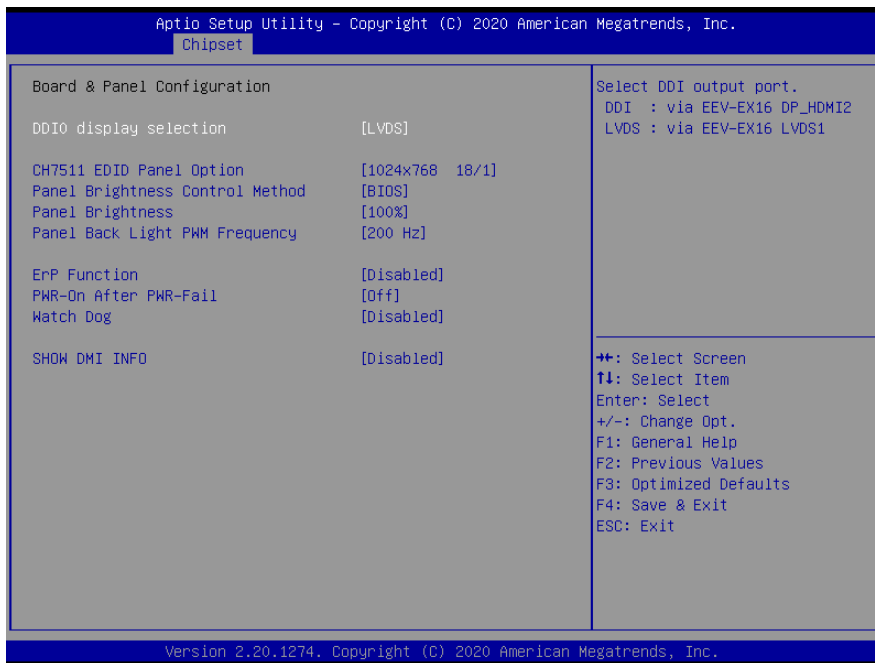 Aptio Setup Utility – Copyright (C) 2020 American Megatrends, Inc.
Chipset
Board & Panel Configuration
DDI0 display selection [LVDS]
CH7511 EDID Panel Option [1024x768 18/1]
Panel Brightness Control Method [BIOS]
Panel Brightness [100%]
Panel Back Light PWM Frequency [200 Hz]
ErP Function [Disabled]
PWR-On After PWR-Fail [Off]
Watch Dog [Disabled]
SHOW DMI INFO [Disabled]
Select DDI output port.
DDI : via EEV-EX16 DP_HDMI2
LVDS : via EEV-EX16 LVDS1
→←: Select Screen
↑↓: Select Item
Enter: Select
+/-: Change Opt.
F1: General Help
F2: Previous Values
F3: Optimized Defaults
F4: Save & Exit
ESC: Exit
Version 2.20.1274. Copyright (C) 2020 American Megatrends, Inc.